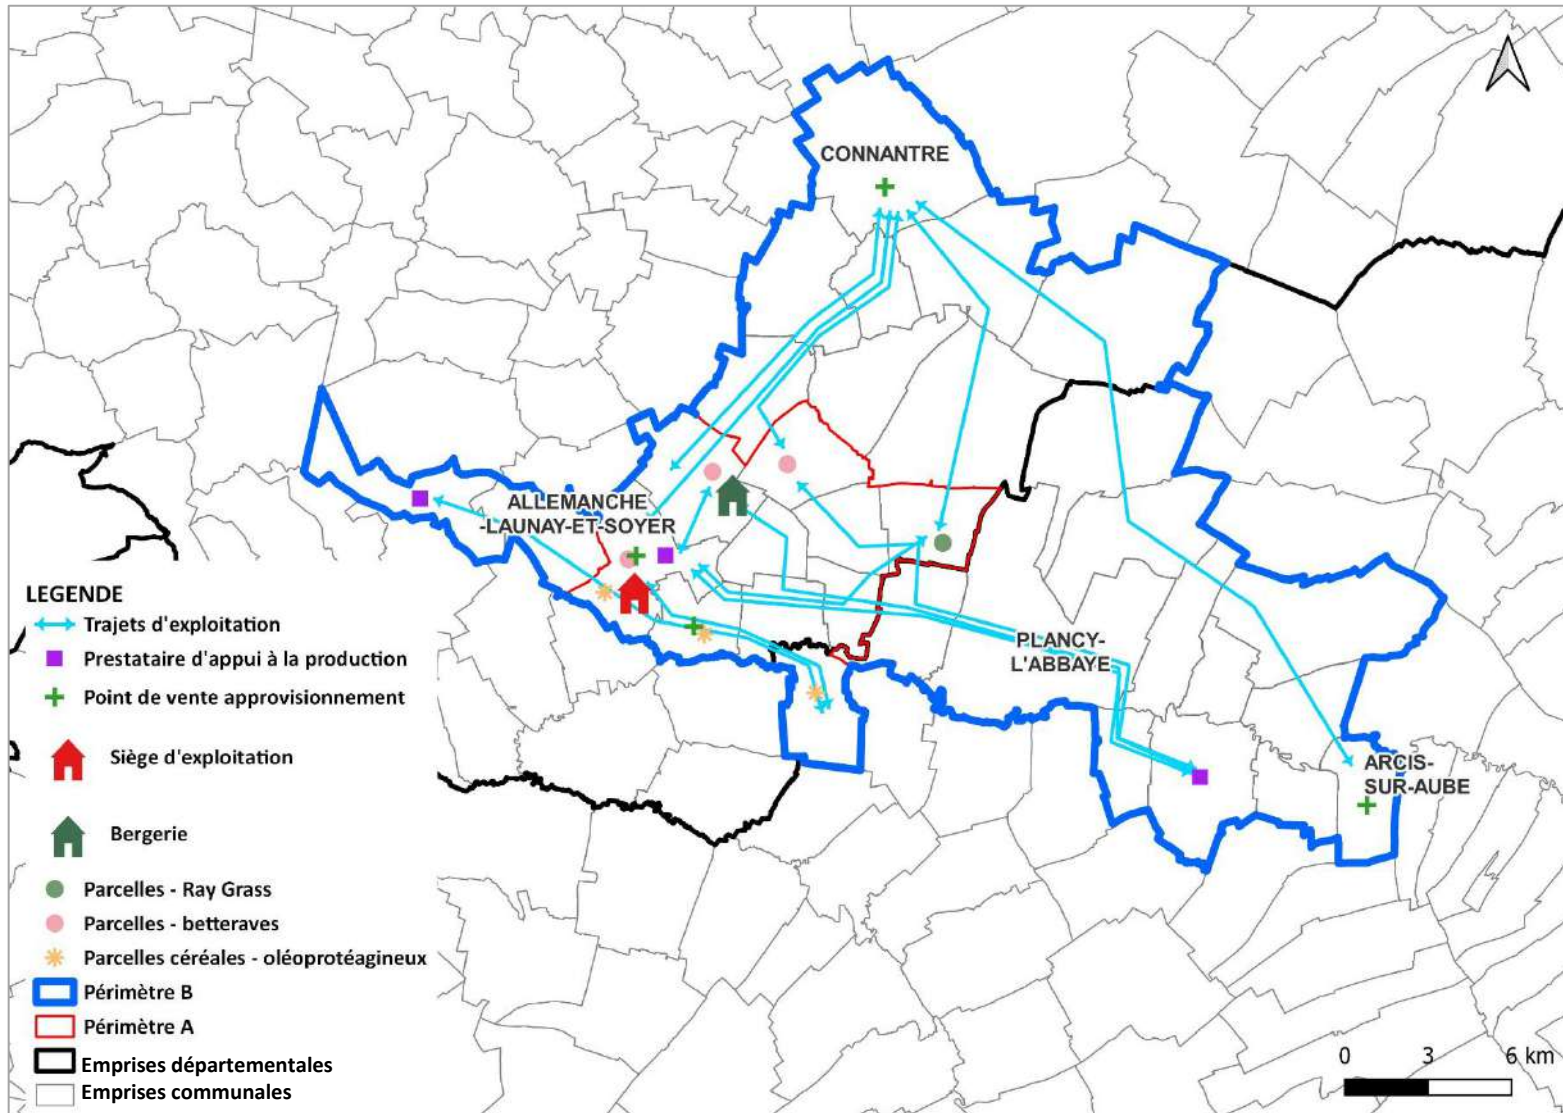 CONNANTRE
ALLEMANCHE
-LAUNAY-ET-SOYER
PLANCY-
L'ABBAYE
ARCIS-
SUR-AUBE
LEGENDE
Trajets d'exploitation
Prestataire d'appui à la production
Point de vente approvisionnement
Siège d'exploitation
Bergerie
Parcelles - Ray Grass
Parcelles - betteraves
Parcelles céréales - oléoprotéagineux
Périmètre B
Périmètre A
Emprises départementales
Emprises communales
0 3 6 km